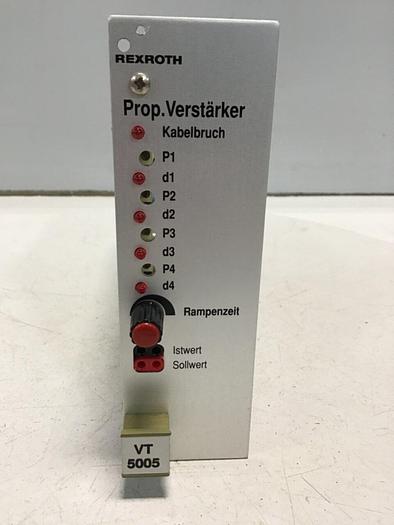 REXROTH
Prop.Verstärker
Kabelbruch
P1
d1
P2
d2
P3
d3
P4
d4
Rampenzeit
Istwert
Sollwert
VT
5005